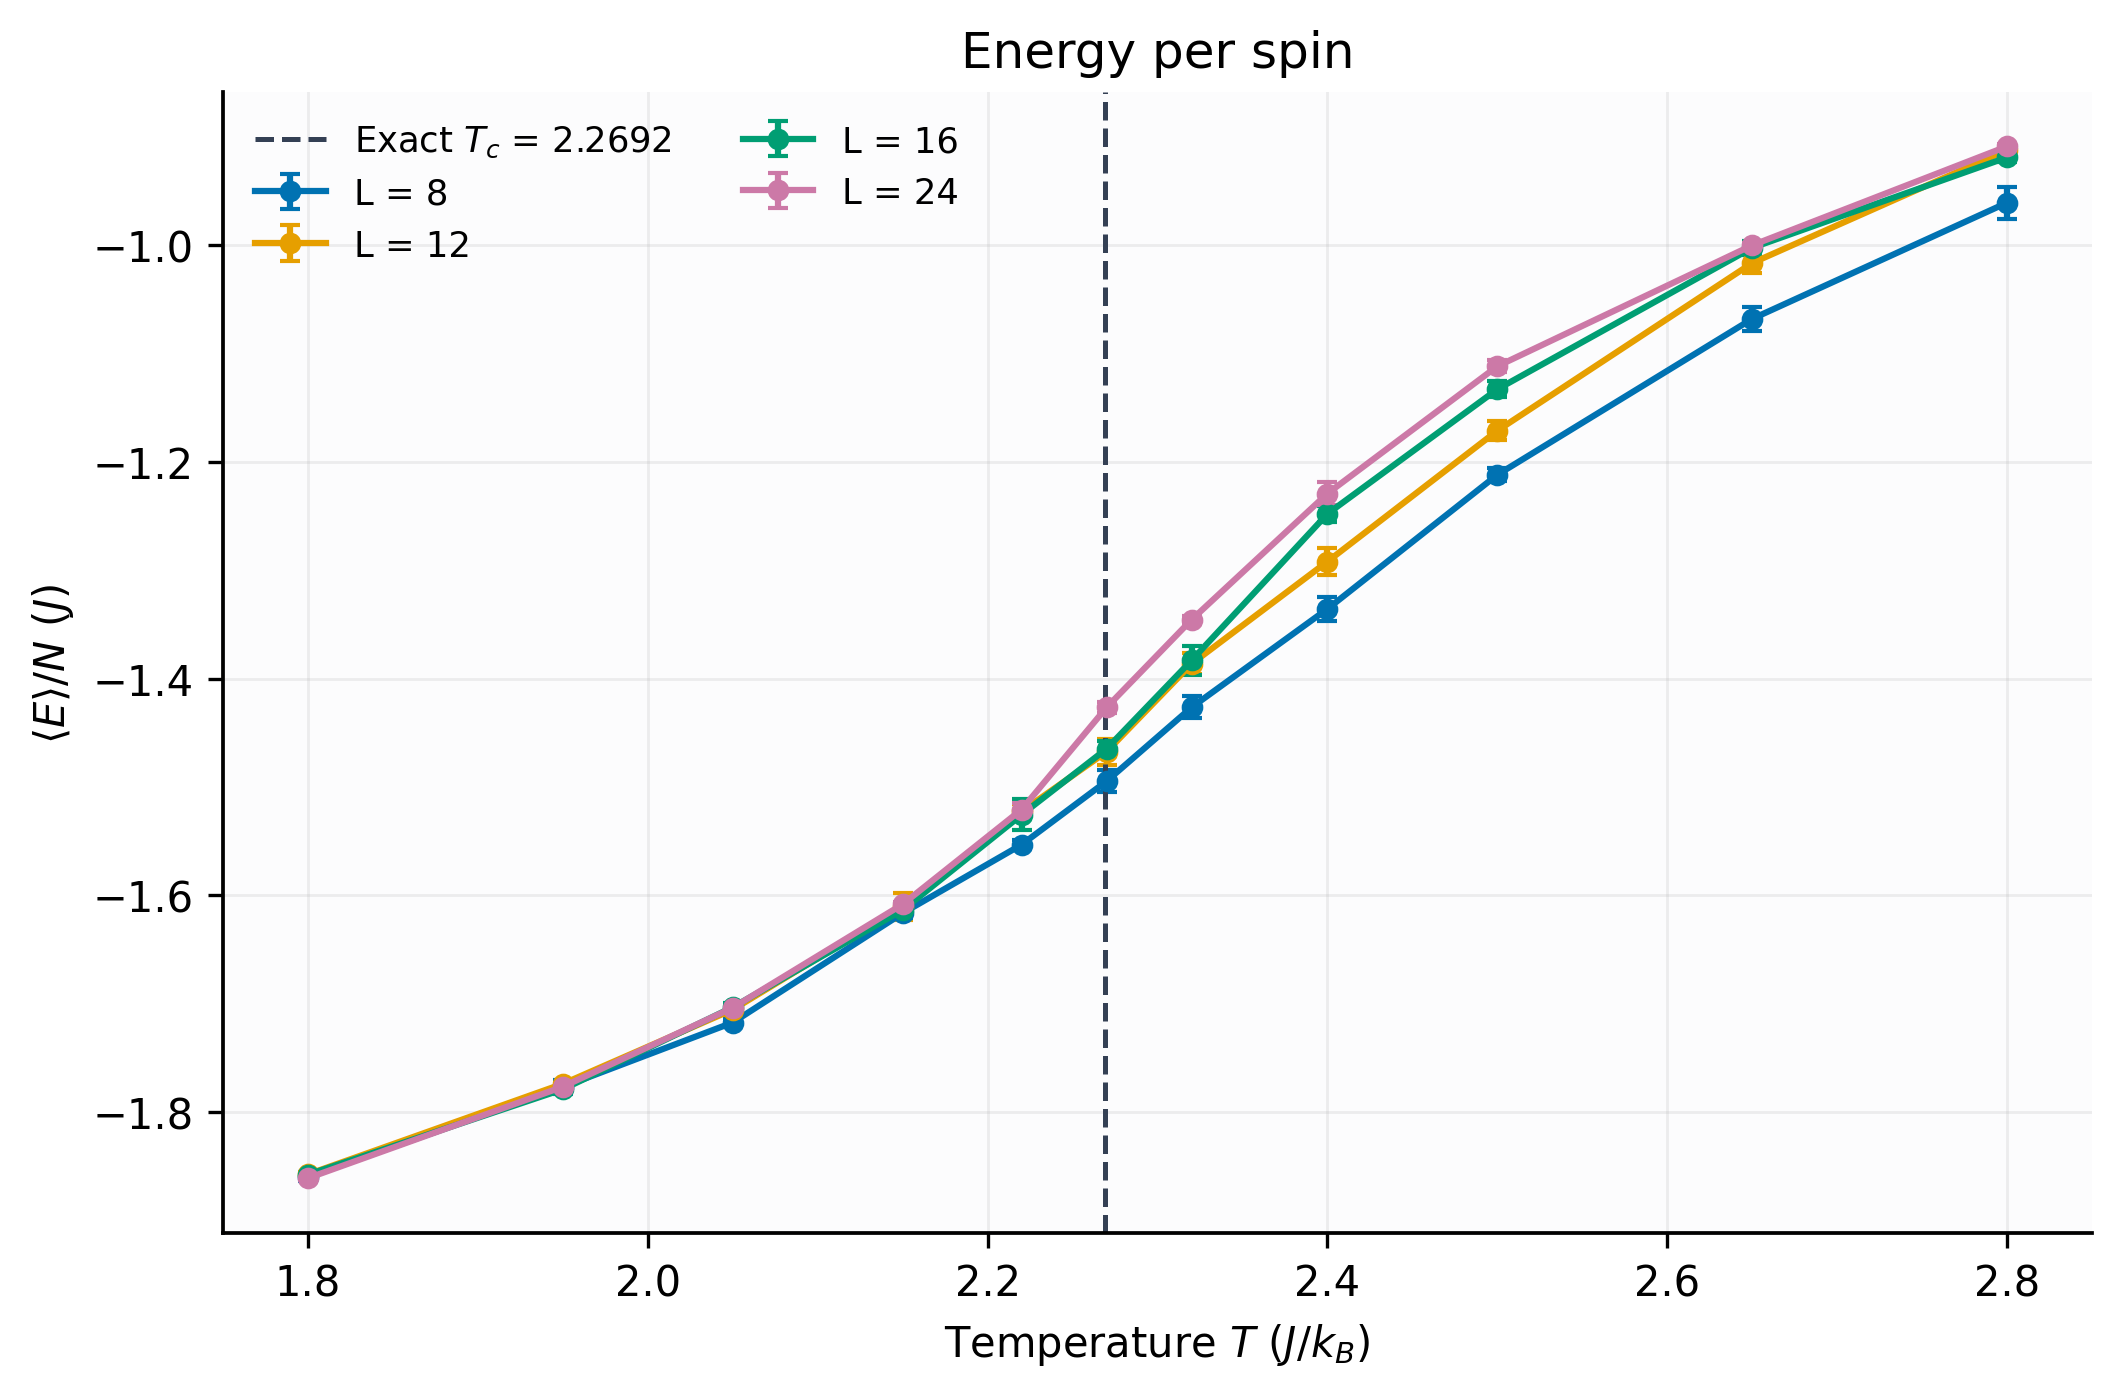 Energy per spin
Exact T_c = 2.2692
L = 8
L = 12
L = 16
L = 24
−1.0
−1.2
−1.4
−1.6
−1.8
⟨E⟩/N (J)
1.8 2.0 2.2 2.4 2.6 2.8
Temperature T (J/k_B)